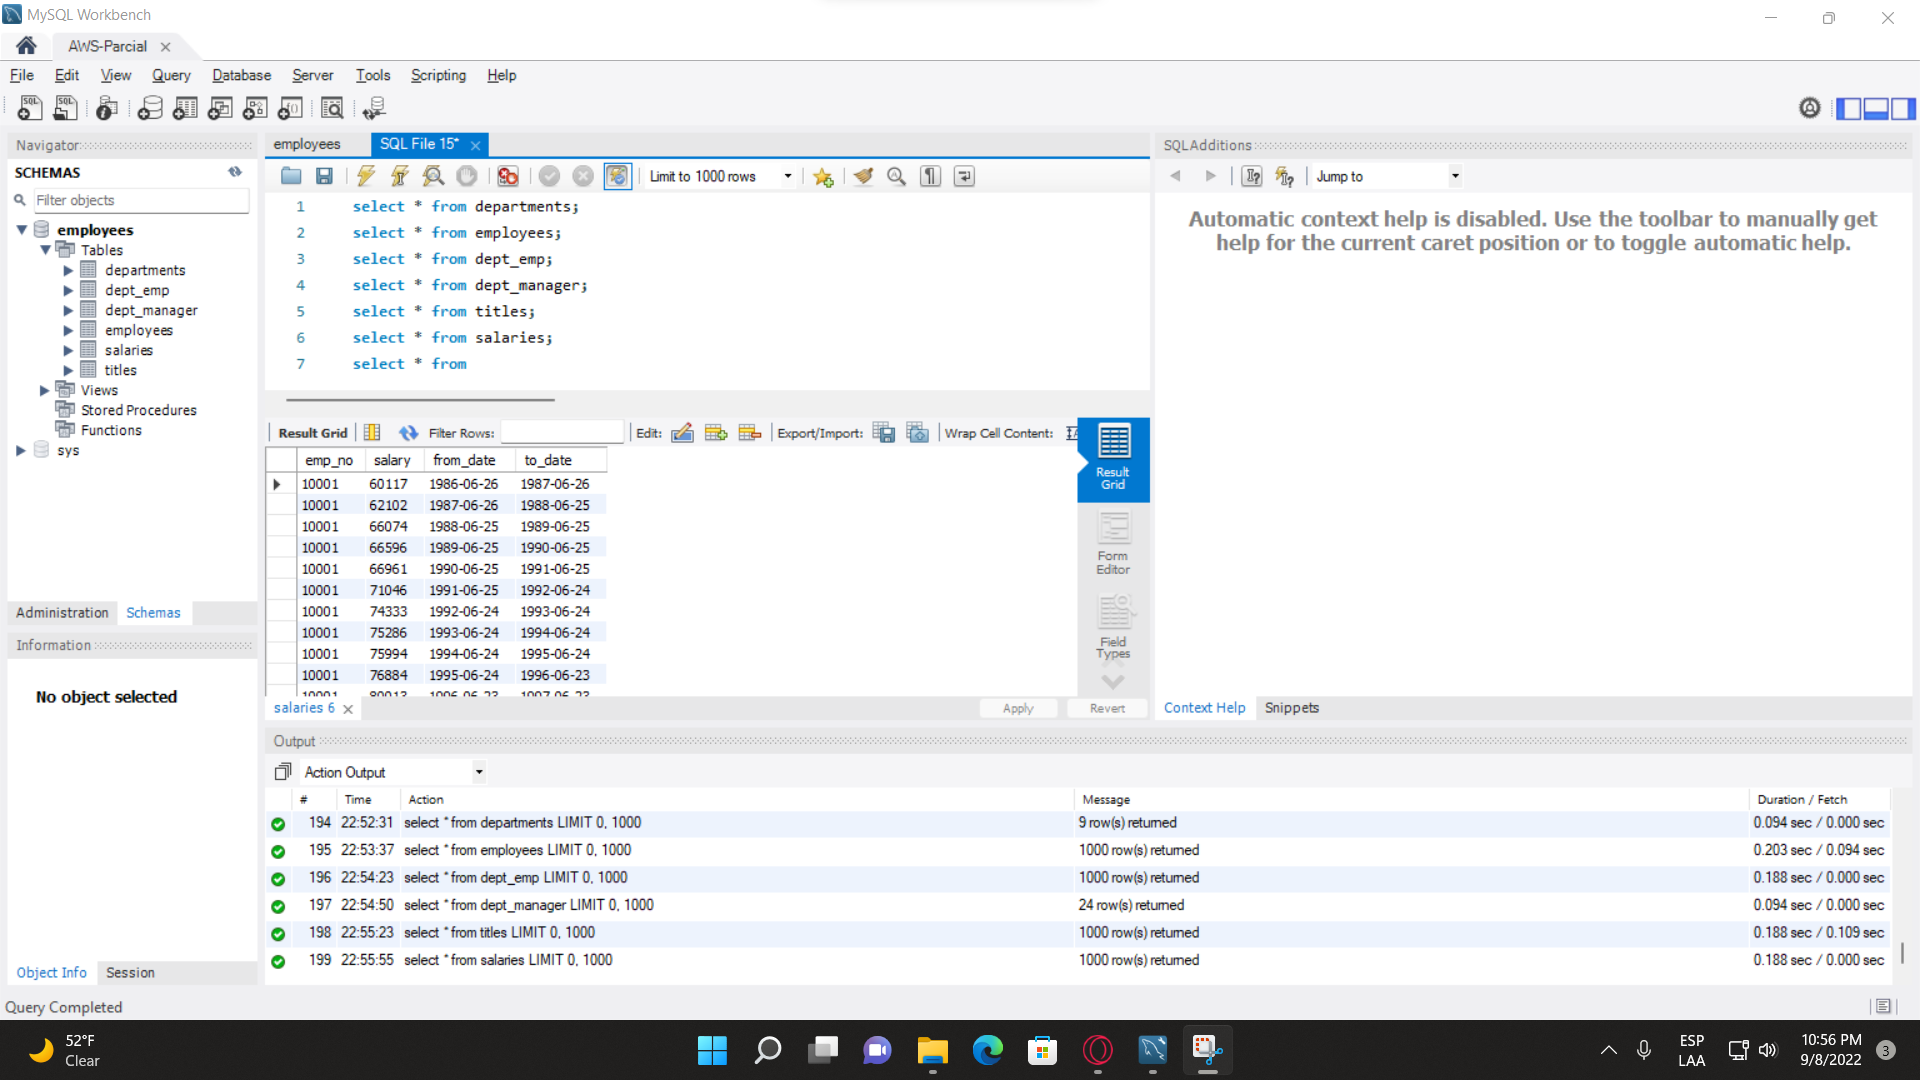 MySQL Workbench
AWS-Parcial
File Edit View Query Database Server Tools Scripting Help
Navigator
SCHEMAS
Filter objects
employees
Tables
departments
dept_emp
dept_manager
employees
salaries
titles
Views
Stored Procedures
Functions
sys
Administration Schemas
Information
No object selected
Object Info Session
employees SQL File 15*
Limit to 1000 rows
1 select * from departments;
2 select * from employees;
3 select * from dept_emp;
4 select * from dept_manager;
5 select * from titles;
6 select * from salaries;
7 select * from
Result Grid Filter Rows: Edit: Export/Import: Wrap Cell Content:
emp_no salary from_date to_date
10001 60117 1986-06-26 1987-06-26
10001 62102 1987-06-26 1988-06-25
10001 66074 1988-06-25 1989-06-25
10001 66596 1989-06-25 1990-06-25
10001 66961 1990-06-25 1991-06-25
10001 71046 1991-06-25 1992-06-24
10001 74333 1992-06-24 1993-06-24
10001 75286 1993-06-24 1994-06-24
10001 75994 1994-06-24 1995-06-24
10001 76884 1995-06-24 1996-06-23
Result
Grid
Form
Editor
Field
Types
salaries 6
Apply Revert
SQLAdditions
Jump to
Automatic context help is disabled. Use the toolbar to manually get
help for the current caret position or to toggle automatic help.
Context Help Snippets
Output
Action Output
# Time Action Message Duration / Fetch
194 22:52:31 select * from departments LIMIT 0, 1000 9 row(s) returned 0.094 sec / 0.000 sec
195 22:53:37 select * from employees LIMIT 0, 1000 1000 row(s) returned 0.203 sec / 0.094 sec
196 22:54:23 select * from dept_emp LIMIT 0, 1000 1000 row(s) returned 0.188 sec / 0.000 sec
197 22:54:50 select * from dept_manager LIMIT 0, 1000 24 row(s) returned 0.094 sec / 0.000 sec
198 22:55:23 select * from titles LIMIT 0, 1000 1000 row(s) returned 0.188 sec / 0.109 sec
199 22:55:55 select * from salaries LIMIT 0, 1000 1000 row(s) returned 0.188 sec / 0.000 sec
Query Completed
52°F
Clear
ESP
LAA
10:56 PM
9/8/2022
3